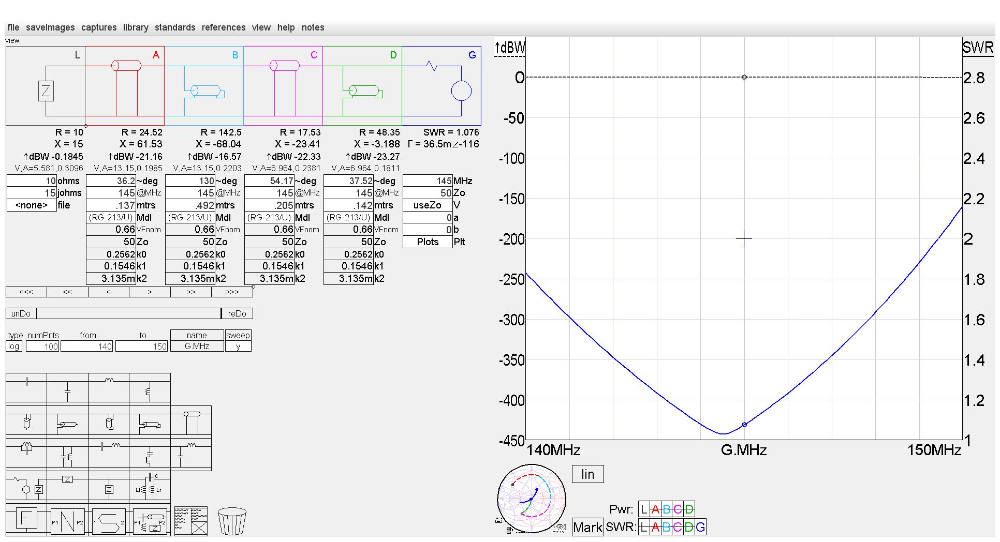 file saveImages captures library standards references view help notes
view:
L A B C D G
Z
R = 10 R = 24.52 R = 142.5 R = 17.53 R = 48.35 SWR = 1.076
X = 15 X = 61.53 X = -68.04 X = -23.41 X = -3.188 Γ = 36.5m∠-116
↑dBW -0.1845 ↑dBW -21.16 ↑dBW -16.57 ↑dBW -22.33 ↑dBW -23.27
V,A=5.581,0.3096 V,A=13.15,0.1985 V,A=13.15,0.2203 V,A=6.964,0.2381 V,A=6.964,0.1811
10 ohms 36.2 ~deg 130 ~deg 54.17 ~deg 37.52 ~deg 145 MHz
15 johms 145 @MHz 145 @MHz 145 @MHz 145 @MHz 50 Zo
<none> file .137 mtrs .492 mtrs .205 mtrs .142 mtrs useZo V
(RG-213/U) Mdl (RG-213/U) Mdl (RG-213/U) Mdl (RG-213/U) Mdl 0 a
0.66 VFnom 0.66 VFnom 0.66 VFnom 0.66 VFnom 0 b
50 Zo 50 Zo 50 Zo 50 Zo Plots Plt
0.2562 k0 0.2562 k0 0.2562 k0 0.2562 k0
0.1546 k1 0.1546 k1 0.1546 k1 0.1546 k1
3.135m k2 3.135m k2 3.135m k2 3.135m k2
<<< << < > >> >>>
unDo reDo
type numPnts from to name sweep
log 100 140 150 G.MHz y
Z Z Z C
Ll Lr
F P1 N P2 1 S 2 P1 P2 Z
↑dBW SWR
0 2.8
-50 2.6
-100 2.4
-150 2.2
-200 2
-250 1.8
-300 1.6
-350 1.4
-400 1.2
-450 1
140MHz G.MHz 150MHz
lin
Pwr: L A B C D
Mark SWR: L A B C D G